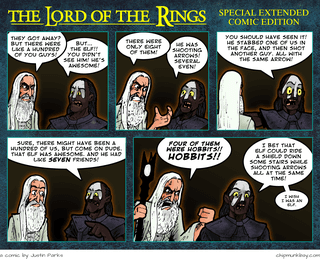 THE LORD OF THE RINGS
SPECIAL EXTENDED
COMIC EDITION
THEY GOT AWAY?
BUT THERE WERE
LIKE A HUNDRED
OF YOU GUYS!
BUT...
THE ELF!!
YOU DIDN'T
SEE HIM! HE'S
AWESOME!
THERE WERE
ONLY EIGHT
OF THEM!
HE WAS
SHOOTING
ARROWS!
SEVERAL,
EVEN!
YOU SHOULD HAVE SEEN IT!
HE STABBED ONE OF US IN
THE FACE, AND THEN SHOT
ANOTHER GUY, ALL WITH
THE SAME ARROW!
SURE, THERE MIGHT HAVE BEEN A
HUNDRED OF US, BUT COME ON DUDE.
THAT ELF WAS AWESOME. AND HE HAD
LIKE SEVEN FRIENDS!
FOUR OF THEM
WERE HOBBITS!!
HOBBITS!!
I BET THAT
ELF COULD RIDE
A SHIELD DOWN
SOME STAIRS WHILE
SHOOTING ARROWS
ALL AT THE SAME
TIME!
I WISH
I WAS
AN ELF.
a comic by Justin Parks
chipmunkboy.com